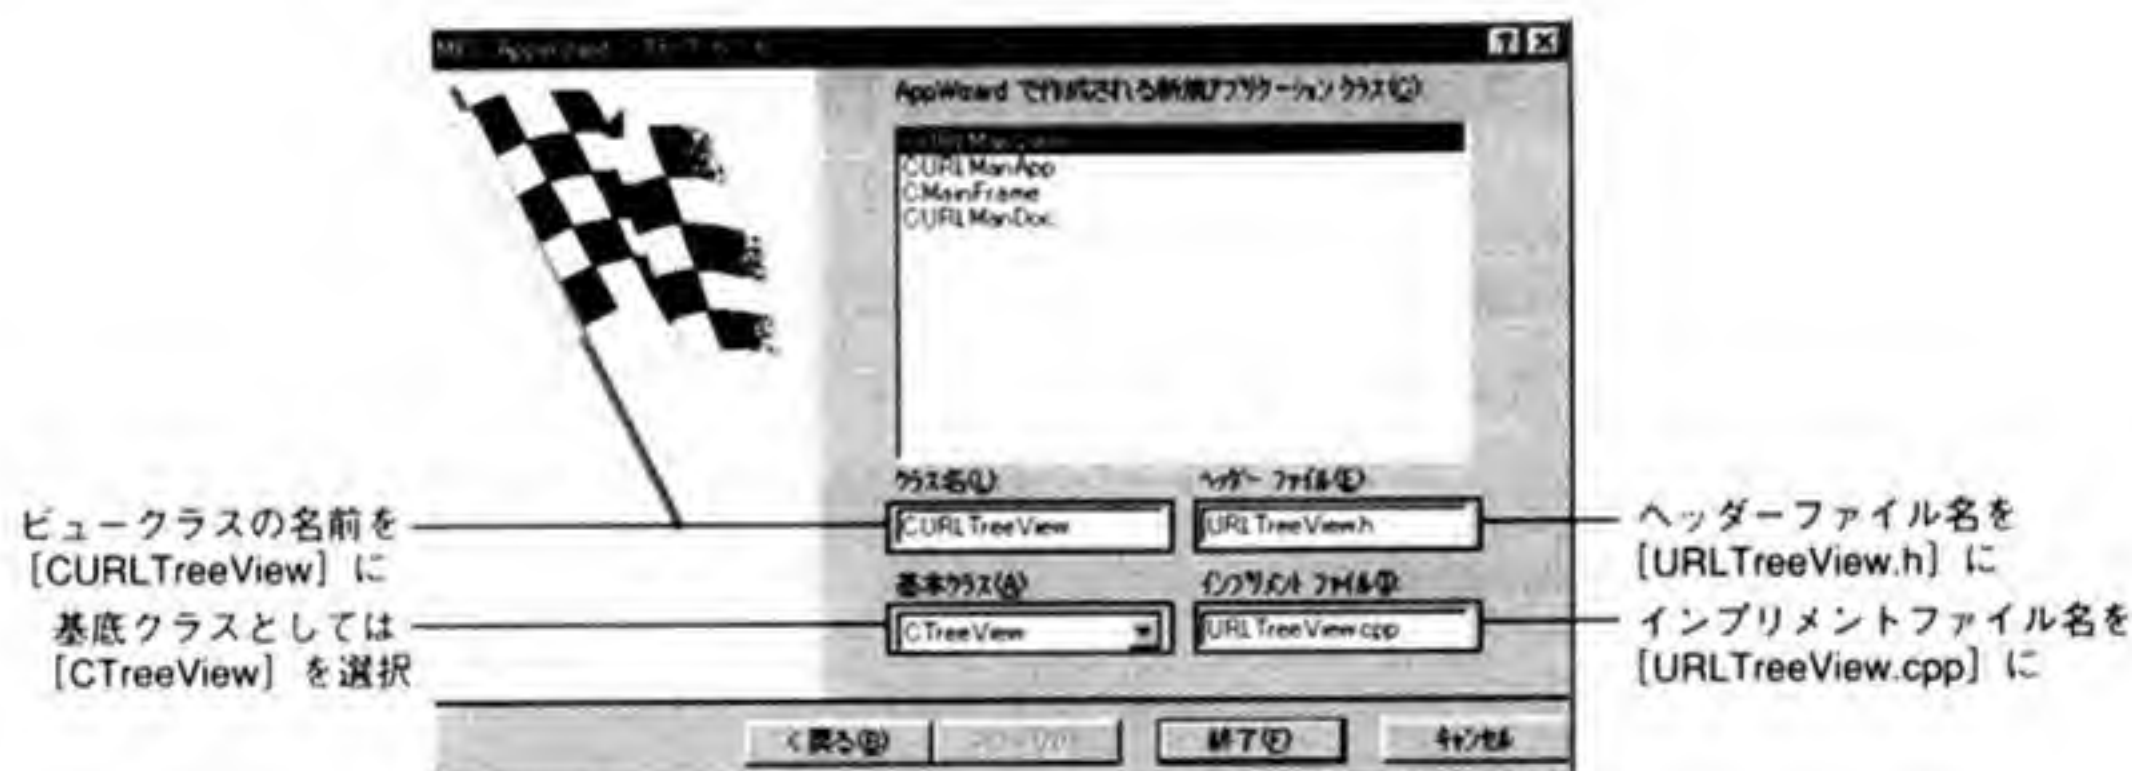 MFC AppWizard
AppWizard で作成される新規アプリケーション クラス(C):
CURLManApp
CMainFrame
CURLManDoc
クラス名(L):
ヘッダー ファイル(E):
CURLTreeView
URLTreeView.h
基本クラス(A):
インプリメント ファイル(I):
CTreeView
URLTreeView.cpp
< 戻る(B)
終了(F)
キャンセル
ビュークラスの名前を
[CURLTreeView] に
基底クラスとしては
[CTreeView] を選択
ヘッダーファイル名を
[URLTreeView.h] に
インプリメントファイル名を
[URLTreeView.cpp] に